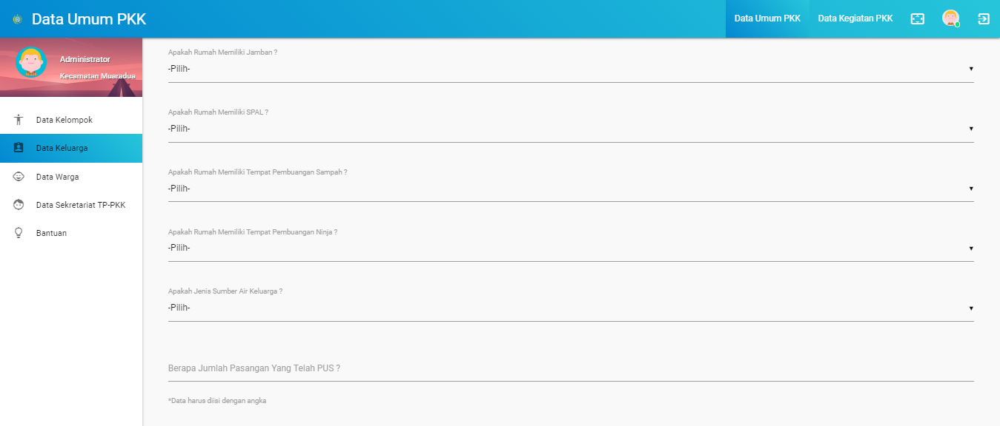 Data Umum PKK
Data Umum PKK
Data Kegiatan PKK
Administrator
Kecamatan Muaradua
Data Kelompok
Data Keluarga
Data Warga
Data Sekretariat TP-PKK
Bantuan
Apakah Rumah Memiliki Jamban ?
-Pilih-
Apakah Rumah Memiliki SPAL ?
-Pilih-
Apakah Rumah Memiliki Tempat Pembuangan Sampah ?
-Pilih-
Apakah Rumah Memiliki Tempat Pembuangan Ninja ?
-Pilih-
Apakah Jenis Sumber Air Keluarga ?
-Pilih-
Berapa Jumlah Pasangan Yang Telah PUS ?
*Data harus diisi dengan angka